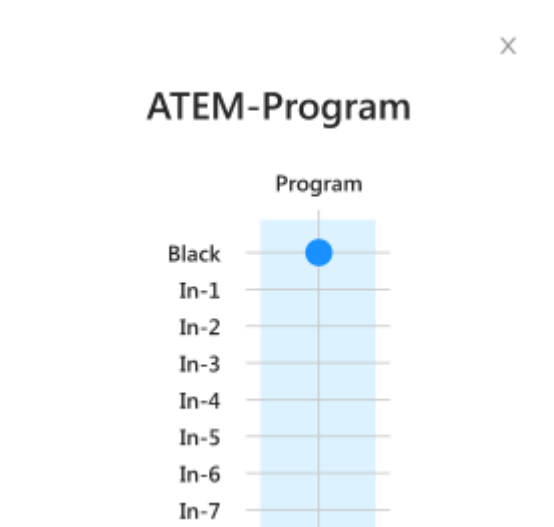 ATEM-Program
Program
Black
In-1
In-2
In-3
In-4
In-5
In-6
In-7